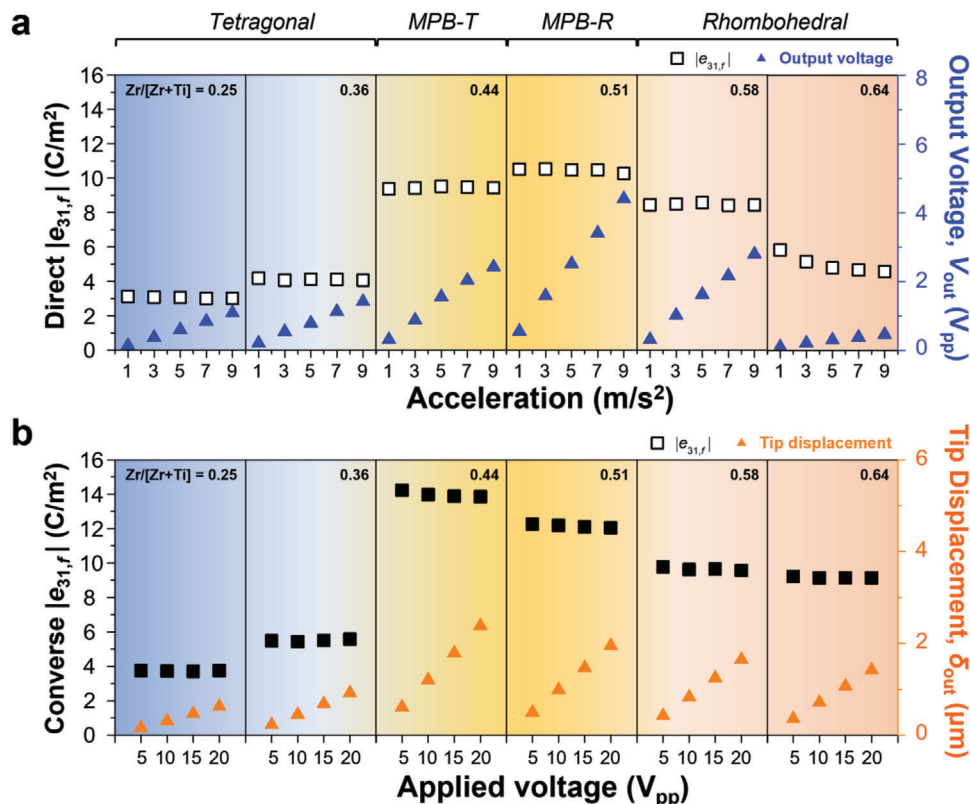 a
Tetragonal MPB-T MPB-R Rhombohedral
|e31,f| Output voltage
Zr/[Zr+Ti] = 0.25 0.36 0.44 0.51 0.58 0.64
Direct |e31,f| (C/m²)
16
14
12
10
8
6
4
2
0
8
6
4
2
0
Output Voltage, Vout (Vpp)
1 3 5 7 9 1 3 5 7 9 1 3 5 7 9 1 3 5 7 9 1 3 5 7 9 1 3 5 7 9
Acceleration (m/s²)
b
|e31,f| Tip displacement
Zr/[Zr+Ti] = 0.25 0.36 0.44 0.51 0.58 0.64
Converse |e31,f| (C/m²)
16
14
12
10
8
6
4
2
0
6
4
2
0
Tip Displacement, δout (μm)
5 10 15 20 5 10 15 20 5 10 15 20 5 10 15 20 5 10 15 20 5 10 15 20
Applied voltage (Vpp)